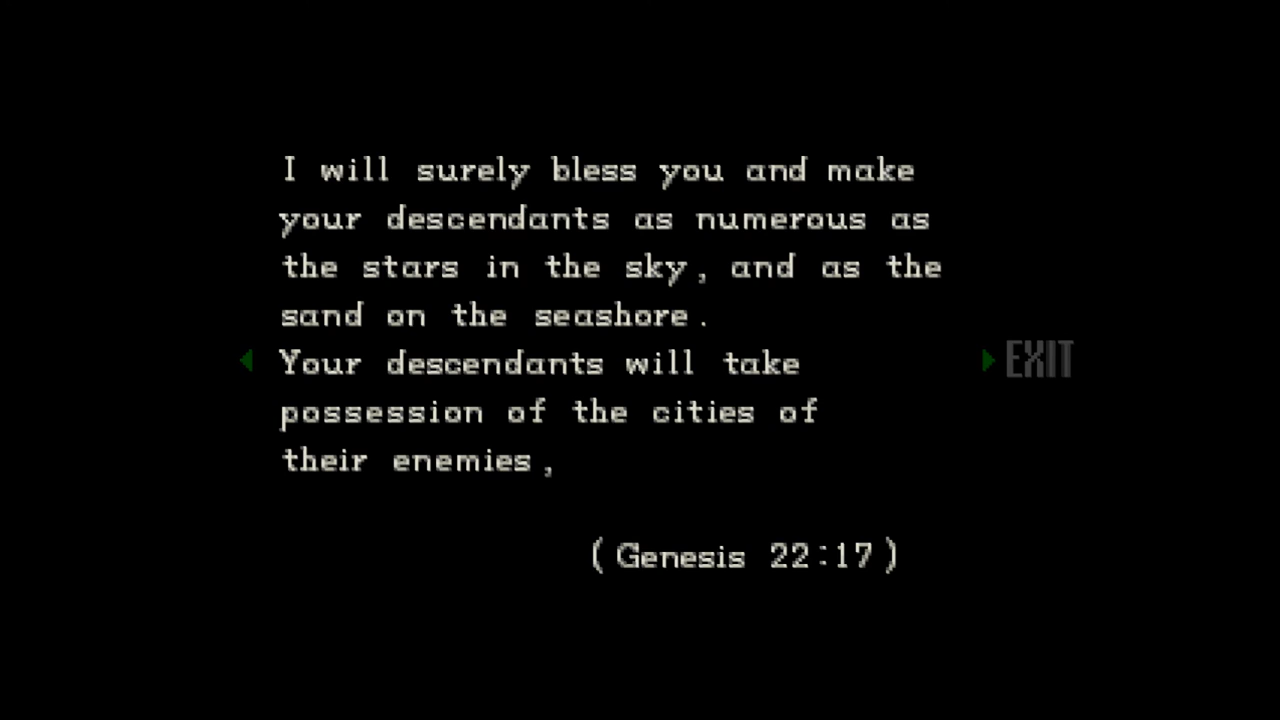 I will surely bless you and make
your descendants as numerous as
the stars in the sky, and as the
sand on the seashore.
Your descendants will take
possession of the cities of
their enemies,
EXIT
(Genesis 22:17)